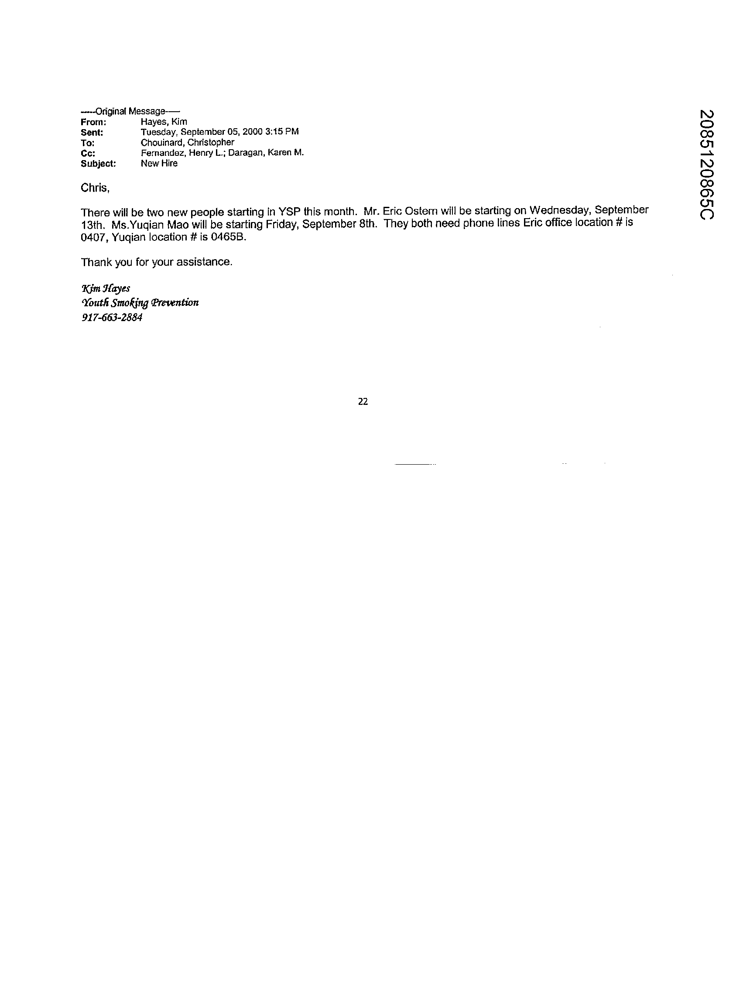 -----Original Message-----
From: Hayes, Kim
Sent: Tuesday, September 05, 2000 3:15 PM
To: Chouinard, Christopher
Cc: Fernandez, Henry L.; Daragan, Karen M.
Subject: New Hire
Chris,
There will be two new people starting in YSP this month. Mr. Eric Ostern will be starting on Wednesday, September
13th. Ms.Yuqian Mao will be starting Friday, September 8th. They both need phone lines Eric office location # is
0407, Yuqian location # is 0465B.
Thank you for your assistance.
Kim Hayes
Youth Smoking Prevention
917-663-2884
22
2085120865C